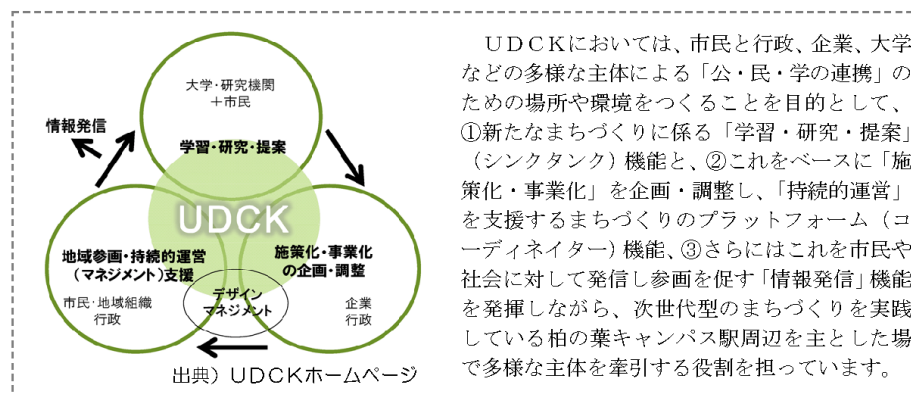 大学・研究機関
＋市民
情報発信
学習・研究・提案
UDCK
地域参画・持続的運営
（マネジメント）支援
施策化・事業化
の企画・調整
デザイン
マネジメント
市民・地域組織
行政
企業
行政
出典）ＵＤＣＫホームページ
ＵＤＣＫにおいては、市民と行政、企業、大学
などの多様な主体による「公・民・学の連携」の
ための場所や環境をつくることを目的として、
①新たなまちづくりに係る「学習・研究・提案」
（シンクタンク）機能と、②これをベースに「施
策化・事業化」を企画・調整し、「持続的運営」
を支援するまちづくりのプラットフォーム（コ
ーディネイター）機能、③さらにはこれを市民や
社会に対して発信し参画を促す「情報発信」機能
を発揮しながら、次世代型のまちづくりを実践
している柏の葉キャンパス駅周辺を主とした場
で多様な主体を牽引する役割を担っています。